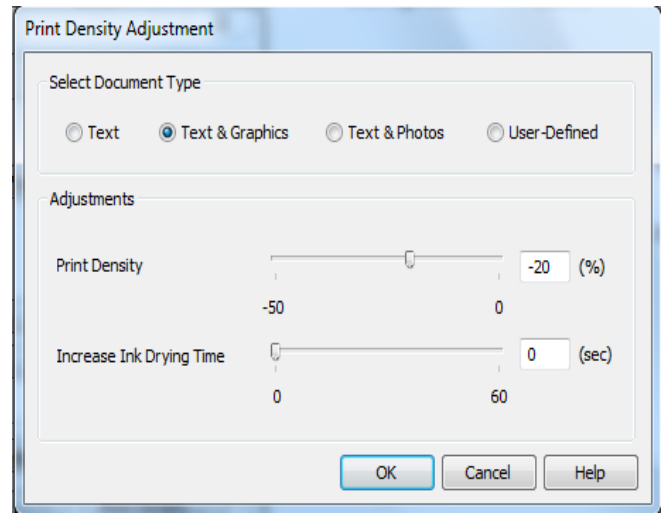 Print Density Adjustment
Select Document Type
Text Text & Graphics Text & Photos User-Defined
Adjustments
Print Density -20 (%)
-50 0
Increase Ink Drying Time 0 (sec)
0 60
OK Cancel Help